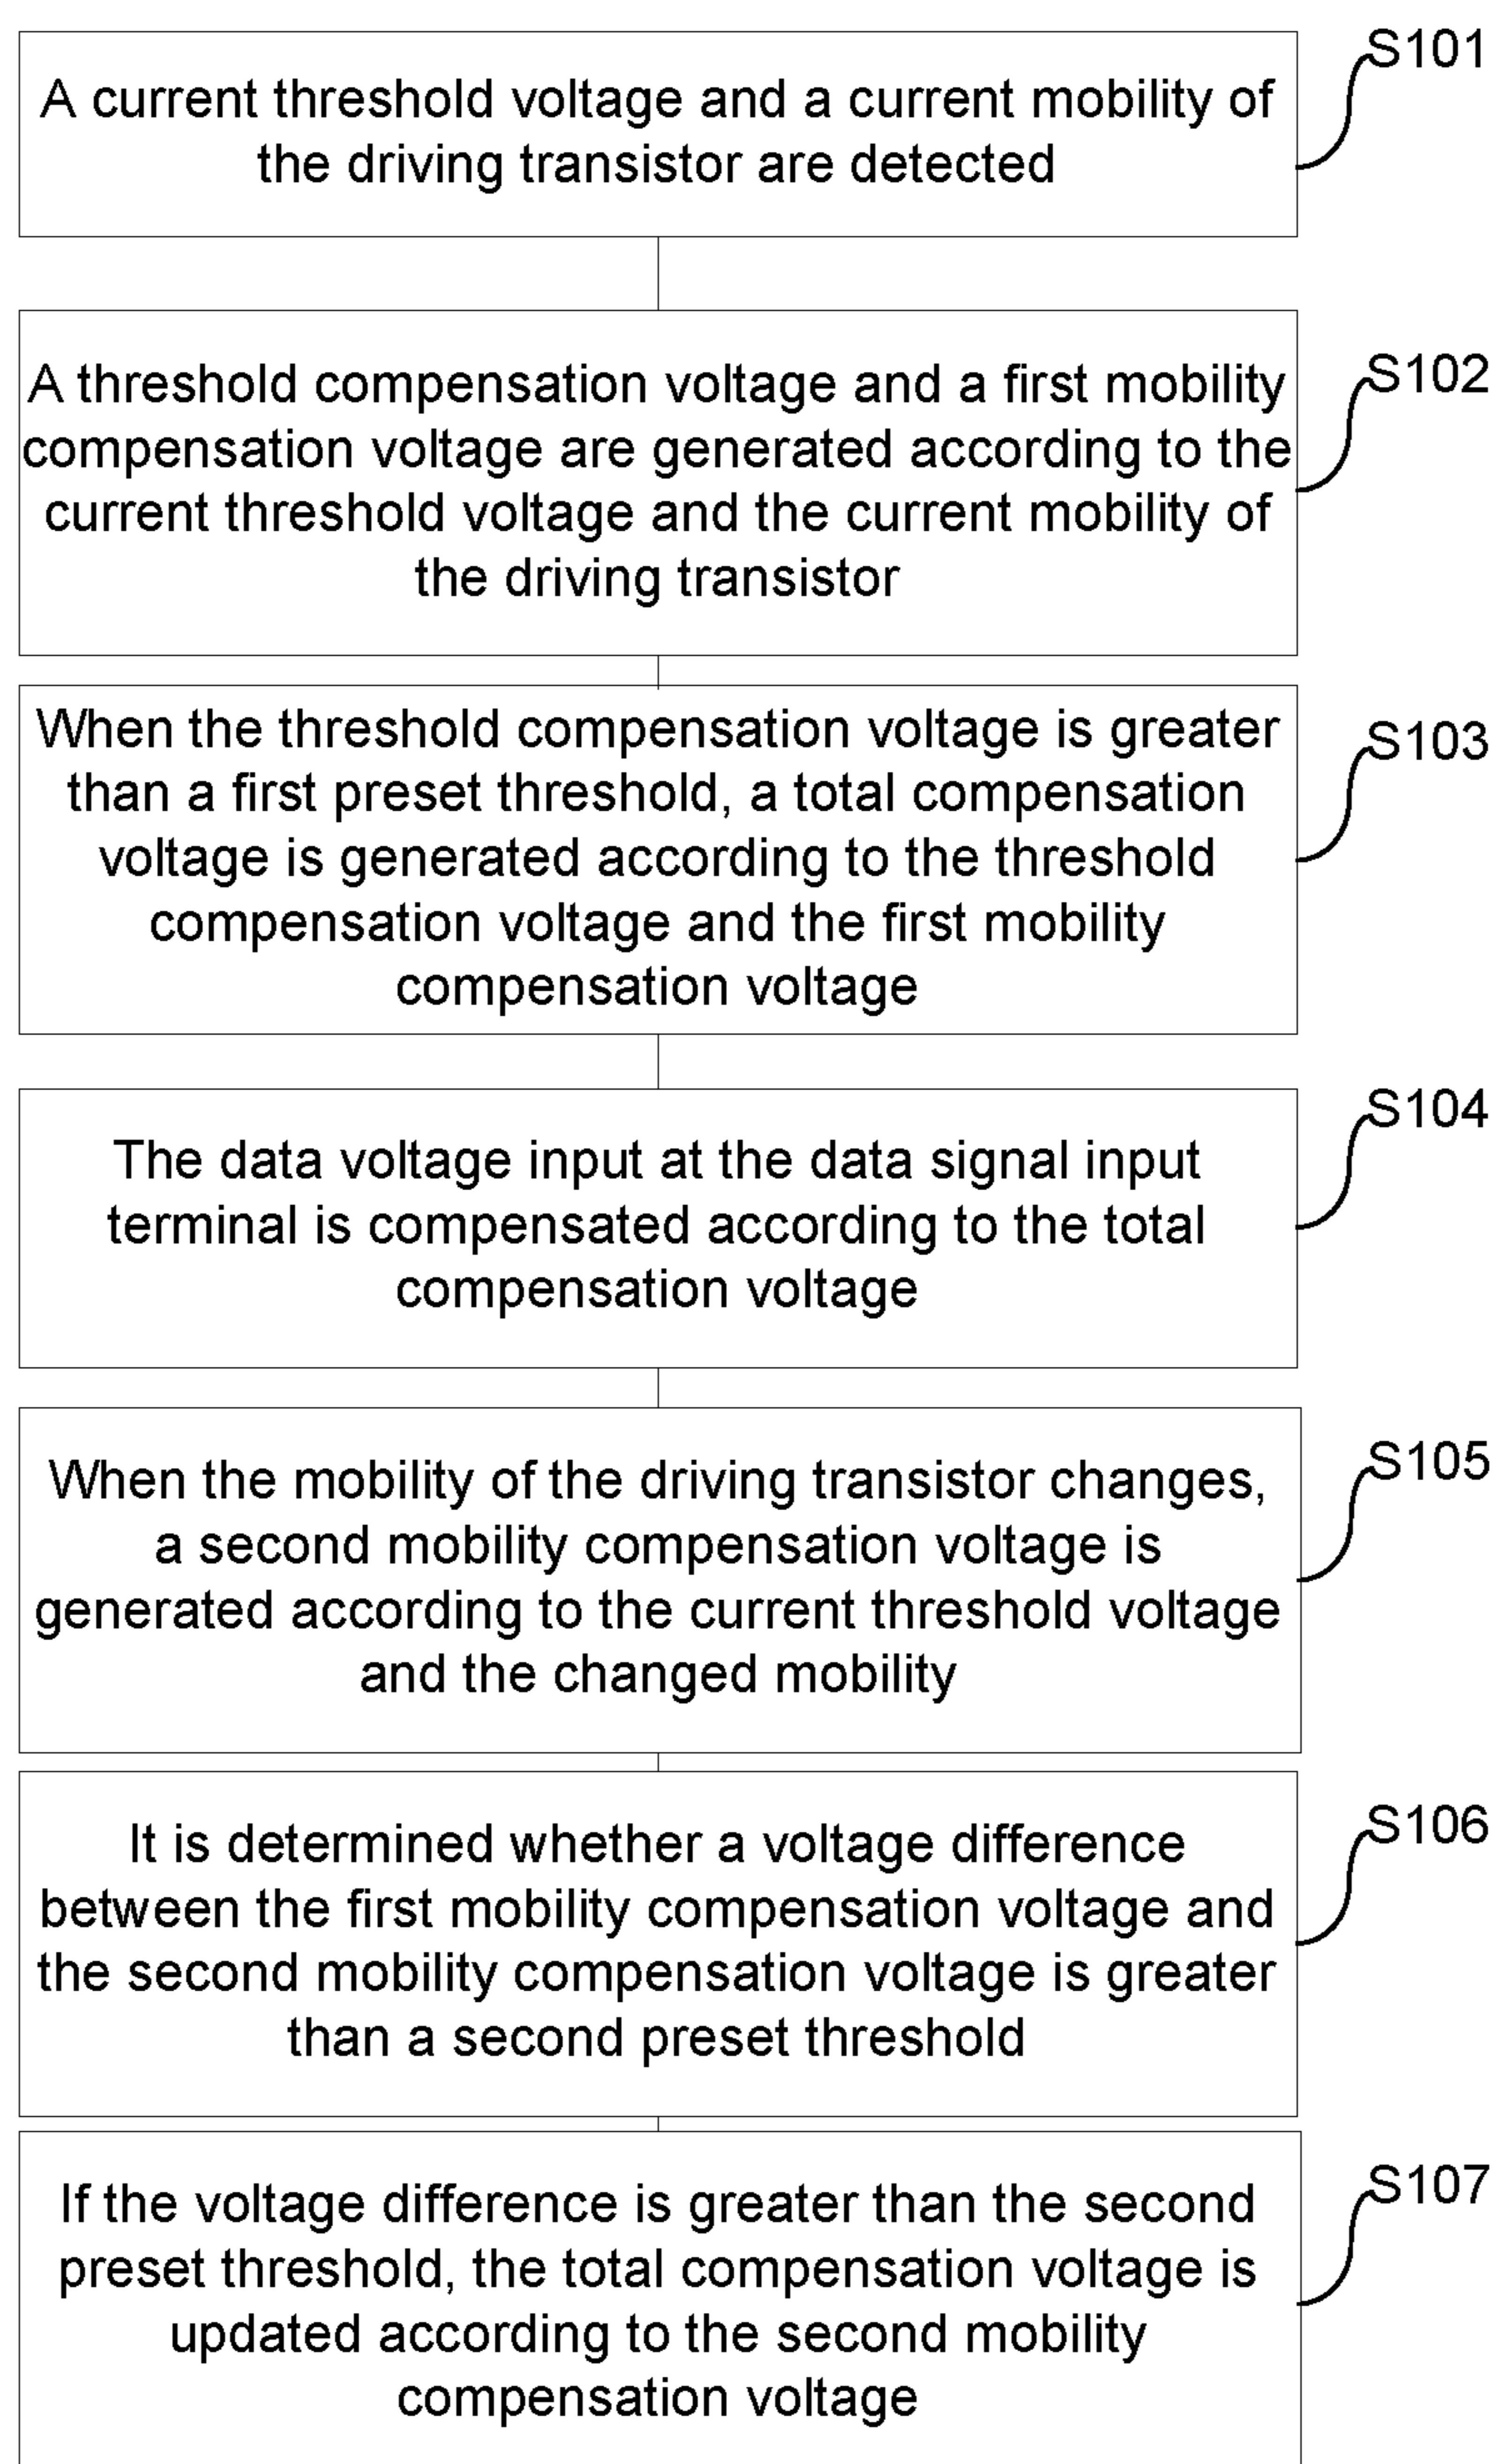 S101
A current threshold voltage and a current mobility of
the driving transistor are detected
S102
A threshold compensation voltage and a first mobility
compensation voltage are generated according to the
current threshold voltage and the current mobility of
the driving transistor
S103
When the threshold compensation voltage is greater
than a first preset threshold, a total compensation
voltage is generated according to the threshold
compensation voltage and the first mobility
compensation voltage
S104
The data voltage input at the data signal input
terminal is compensated according to the total
compensation voltage
S105
When the mobility of the driving transistor changes,
a second mobility compensation voltage is
generated according to the current threshold voltage
and the changed mobility
S106
It is determined whether a voltage difference
between the first mobility compensation voltage and
the second mobility compensation voltage is greater
than a second preset threshold
S107
If the voltage difference is greater than the second
preset threshold, the total compensation voltage is
updated according to the second mobility
compensation voltage